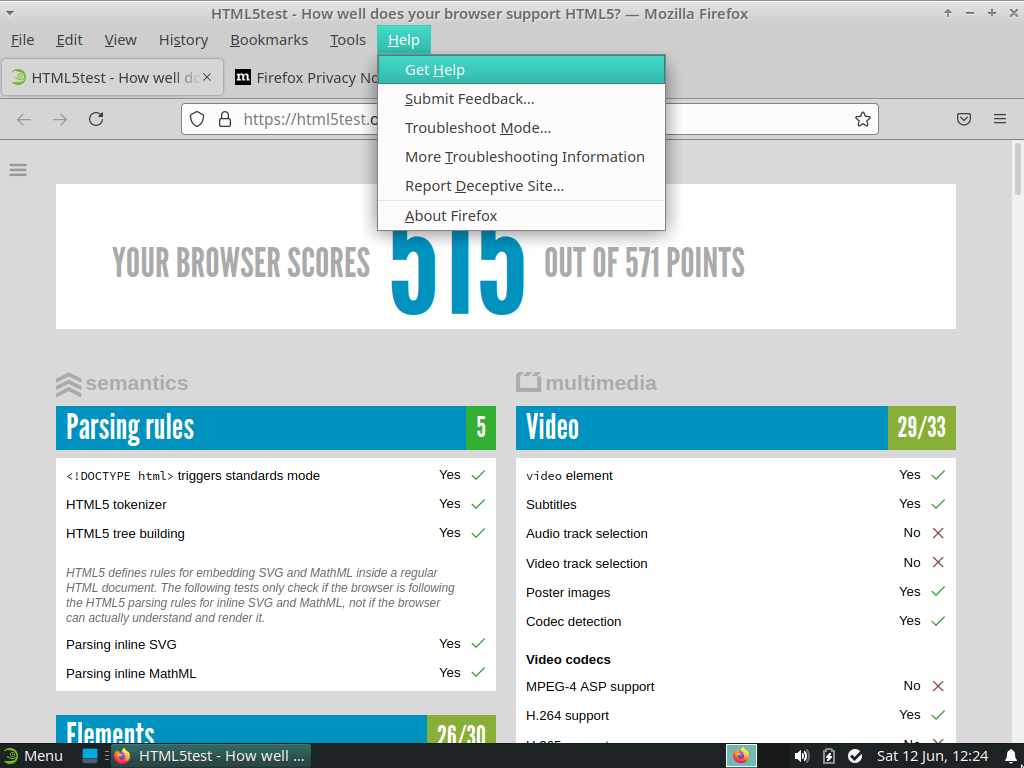 HTML5test - How well does your browser support HTML5? — Mozilla Firefox
File Edit View History Bookmarks Tools Help
HTML5test - How well do
Firefox Privacy No
Get Help
Submit Feedback...
Troubleshoot Mode...
More Troubleshooting Information
Report Deceptive Site...
About Firefox
https://html5test.o
YOUR BROWSER SCORES 515 OUT OF 571 POINTS
semantics
Parsing rules 5
<!DOCTYPE html> triggers standards mode Yes
HTML5 tokenizer Yes
HTML5 tree building Yes
HTML5 defines rules for embedding SVG and MathML inside a regular
HTML document. The following tests only check if the browser is following
the HTML5 parsing rules for inline SVG and MathML, not if the browser
can actually understand and render it.
Parsing inline SVG Yes
Parsing inline MathML Yes
Elements 26/30
multimedia
Video 29/33
video element Yes
Subtitles Yes
Audio track selection No
Video track selection No
Poster images Yes
Codec detection Yes
Video codecs
MPEG-4 ASP support No
H.264 support Yes
Menu
HTML5test - How well ...
Sat 12 Jun, 12:24